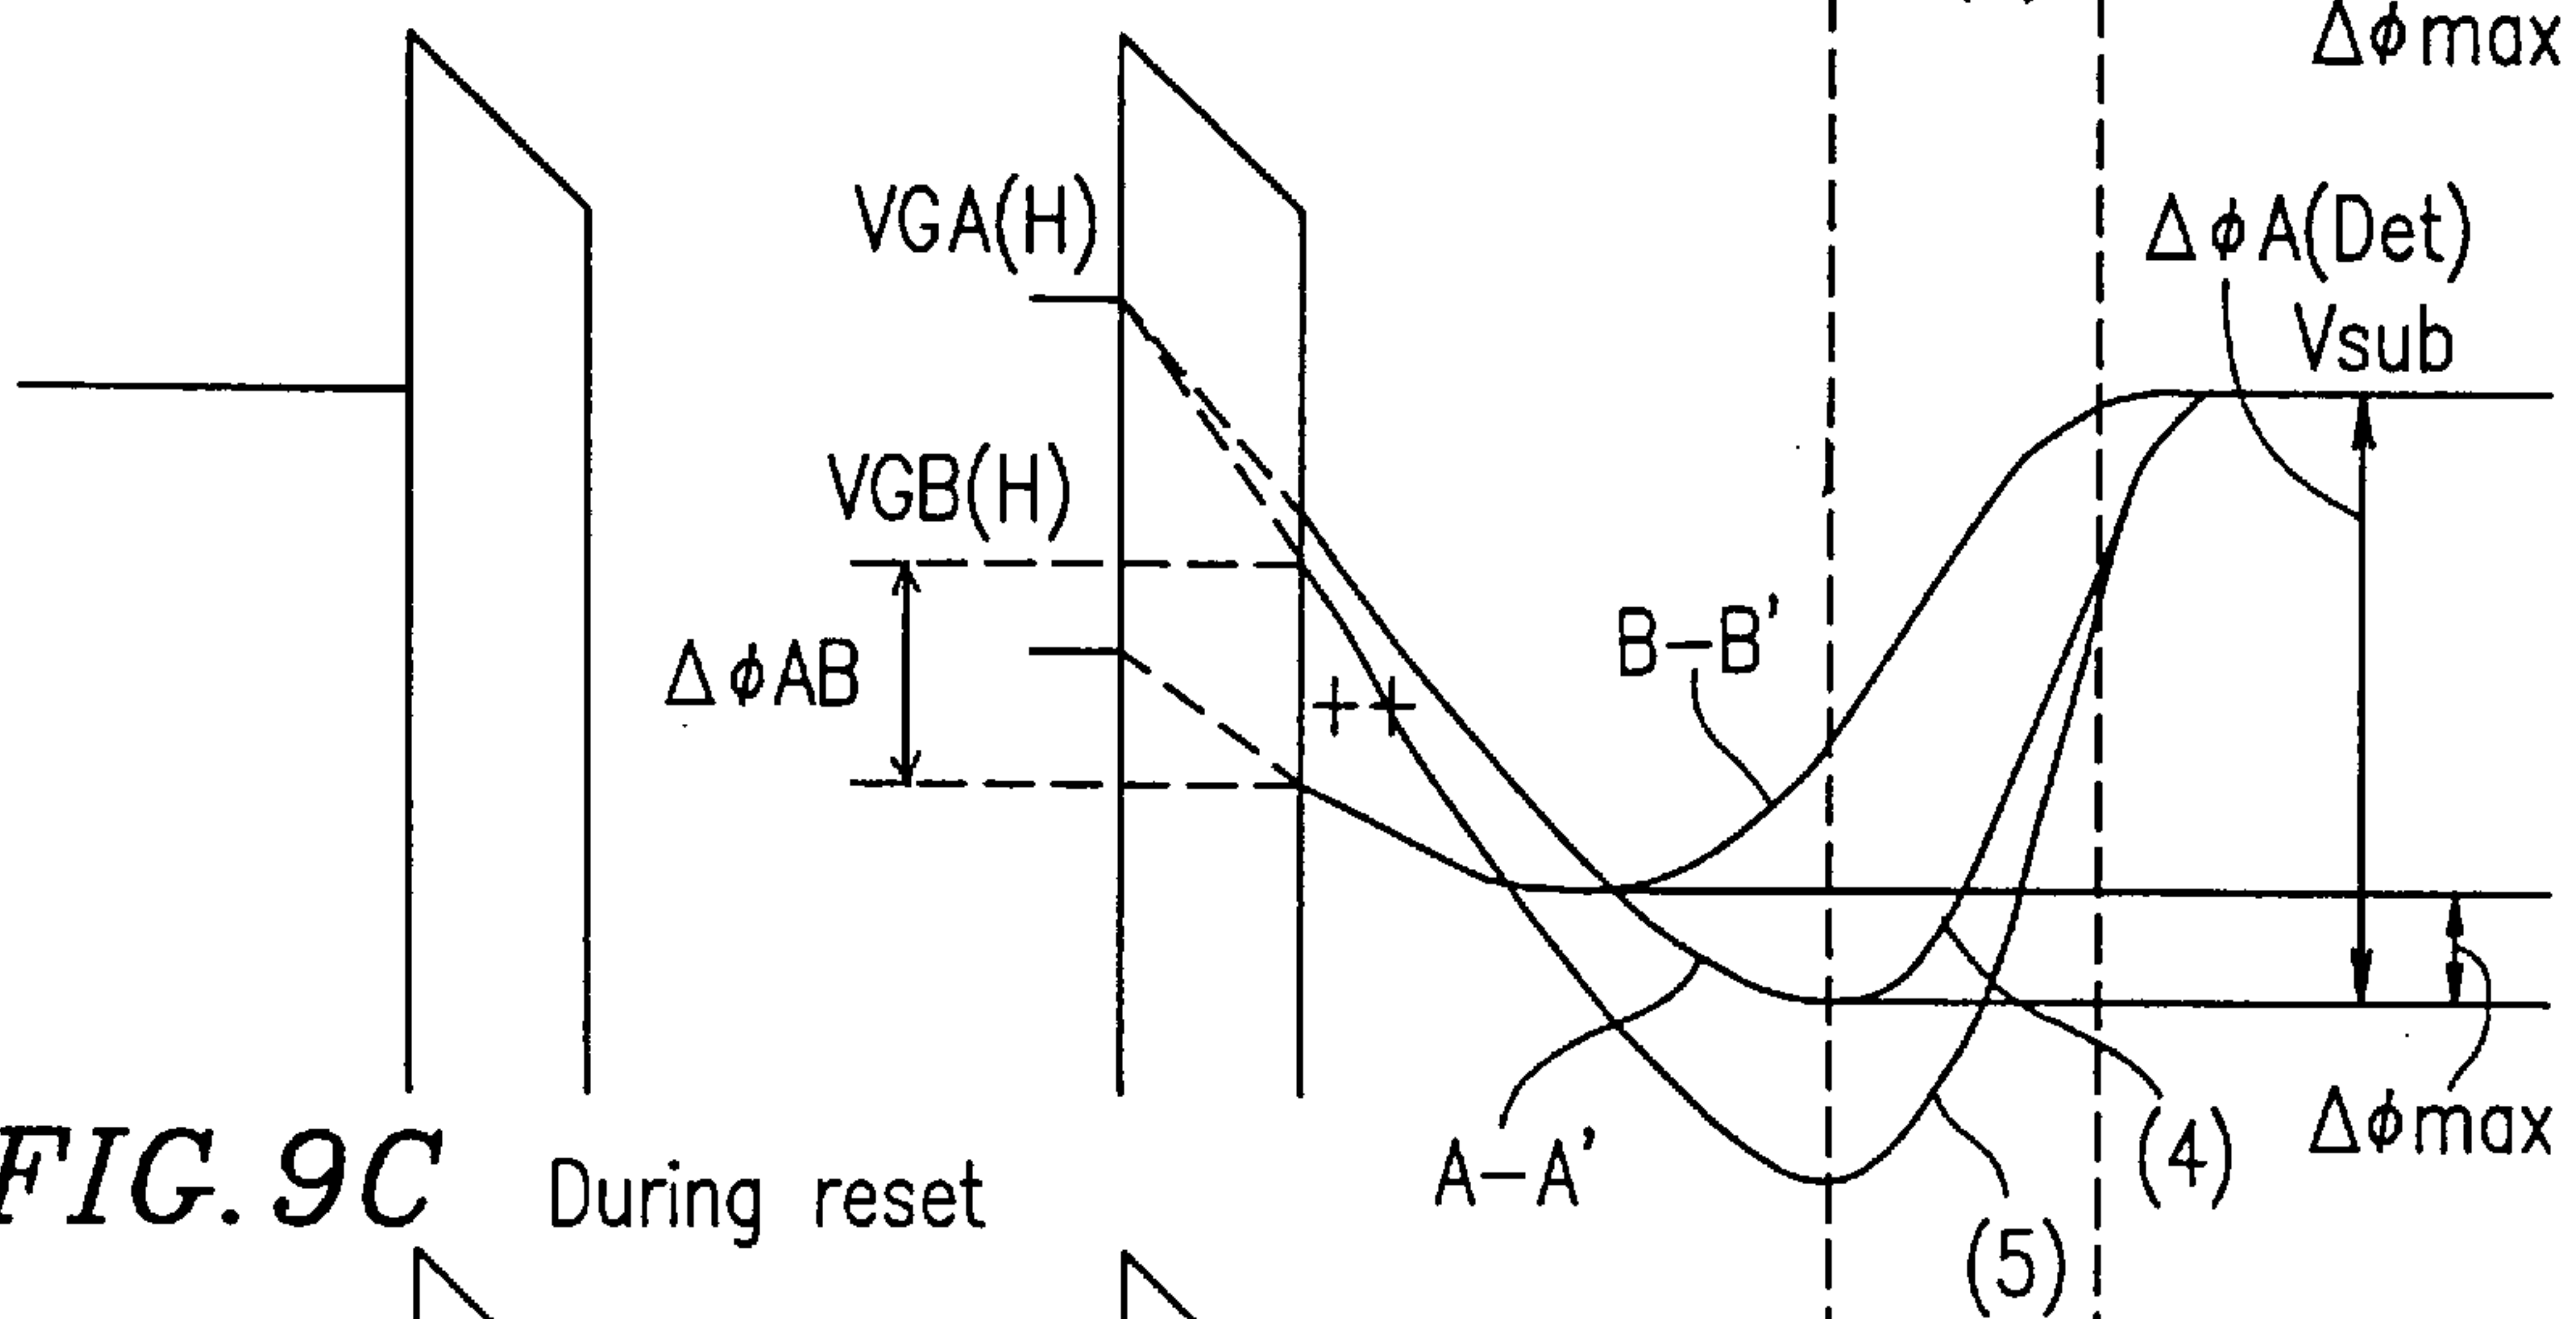 Δφmax
VGA(H)
ΔφA(Det)
Vsub
VGB(H)
B-B'
ΔφAB
++
A-A'
(4)
Δφmax
FIG. 9C During reset
(5)